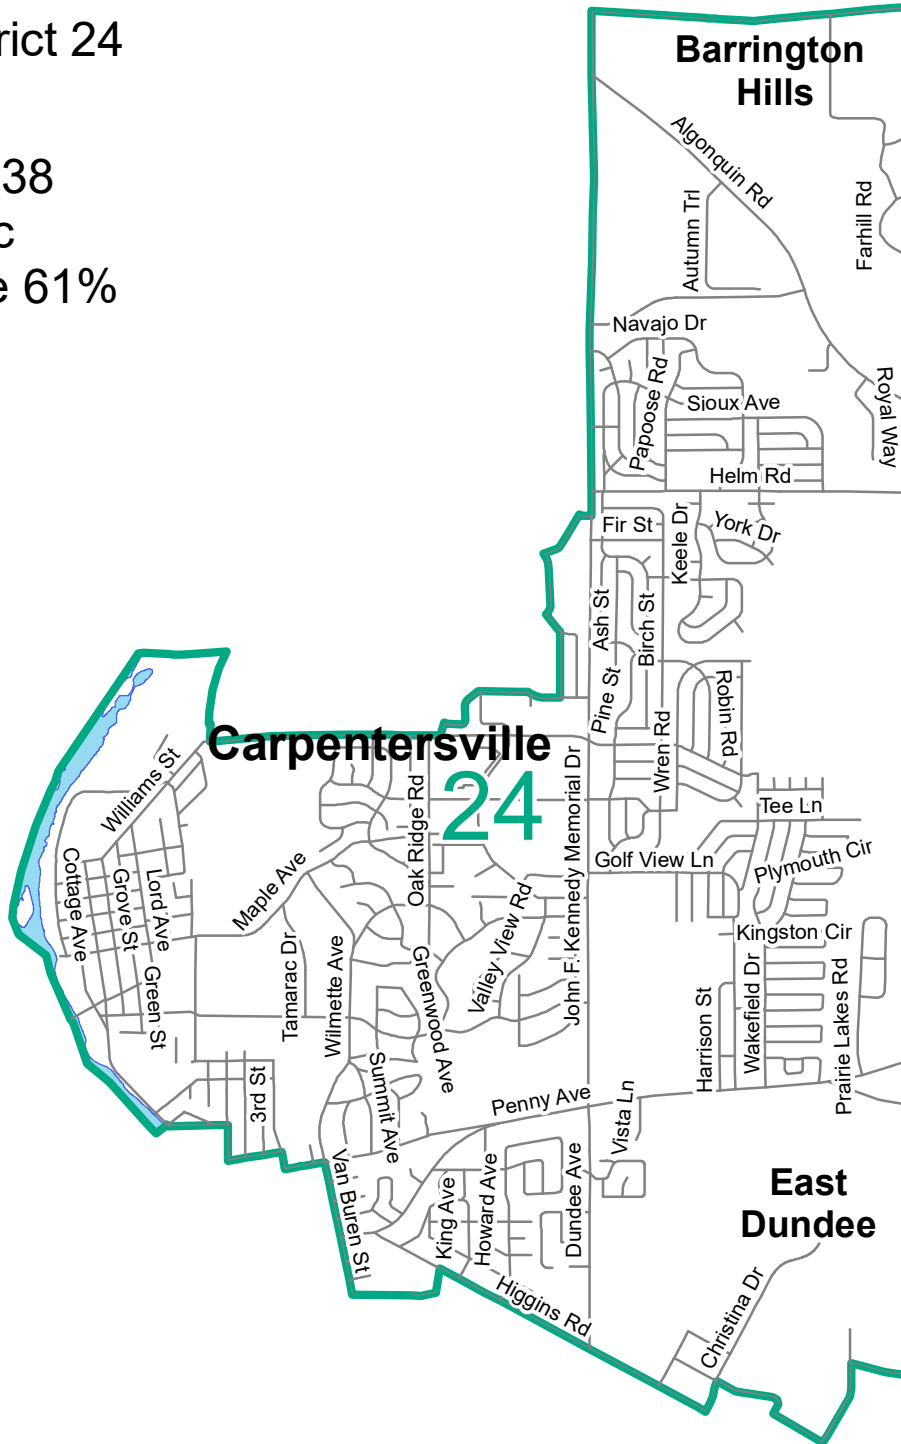 rict 24
38
c
e 61%
Barrington
Hills
Algonquin Rd
Autumn Trl
Farhill Rd
Navajo Dr
Papoose Rd
Sioux Ave
Royal Way
Helm Rd
Fir St
Keele Dr
York Dr
Ash St
Birch St
Pine St
Robin Rd
Wren Rd
Carpentersville
24
Williams St
Oak Ridge Rd
John F. Kennedy Memorial Dr
Tee Ln
Golf View Ln
Plymouth Cir
Cottage Ave
Grove St
Lord Ave
Maple Ave
Valley View Rd
Kingston Cir
Green St
Tamarac Dr
Wilmette Ave
Greenwood Ave
Harrison St
Wakefield Dr
Prairie Lakes Rd
3rd St
Summit Ave
Penny Ave
Vista Ln
Van Buren St
King Ave
Howard Ave
Dundee Ave
East
Dundee
Higgins Rd
Christina Dr